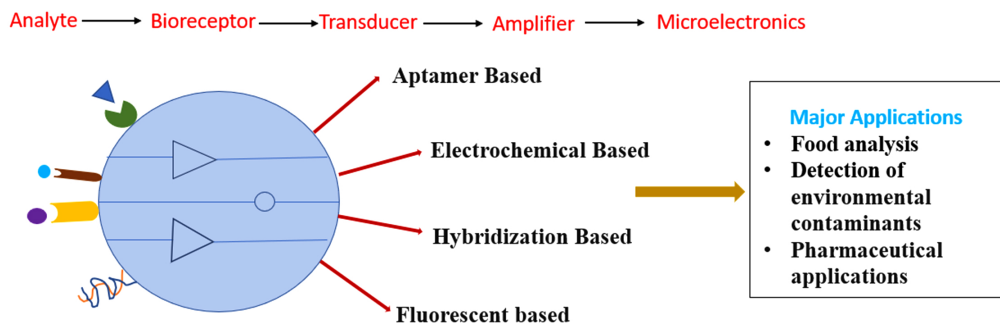 Analyte Bioreceptor Transducer Amplifier Microelectronics
Aptamer Based
Electrochemical Based
Hybridization Based
Fluorescent based
Major Applications
• Food analysis
• Detection of
environmental
contaminants
• Pharmaceutical
applications